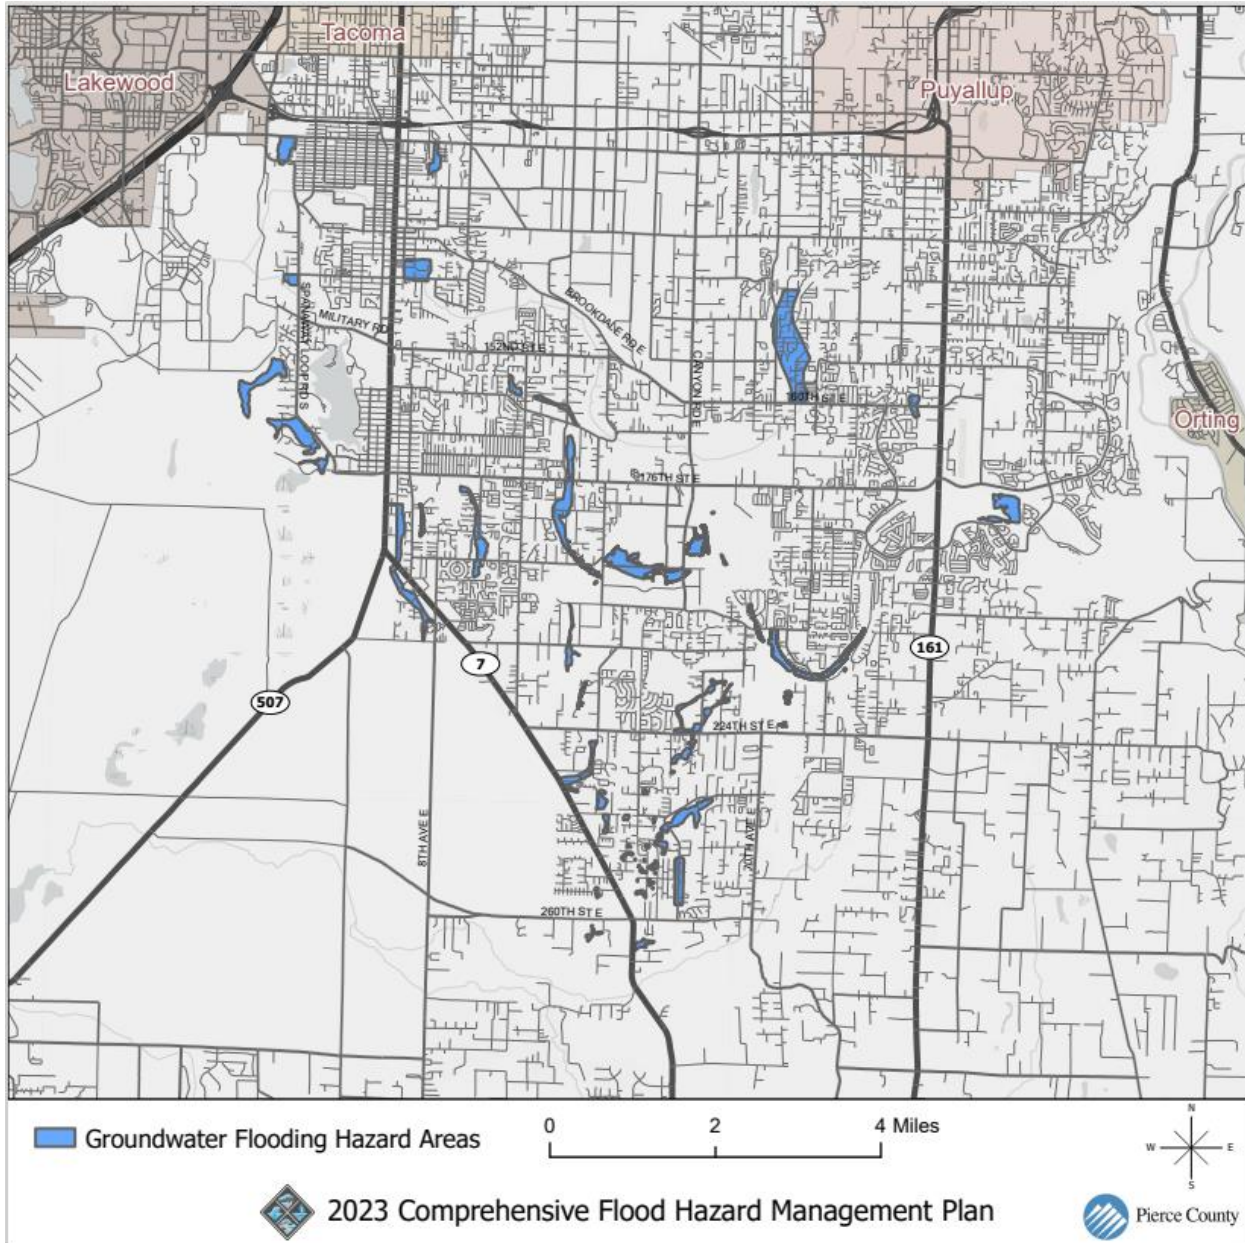 Tacoma
Lakewood
Puyallup
SPANAWAY LOOP RD S
MILITARY RD
BROOKDALE RD E
152ND ST E
CANYON RD E
160TH ST E
Orting
176TH ST E
161
7
507
224TH ST E
8TH AVE E
70TH AVE E
260TH ST E
Groundwater Flooding Hazard Areas
0 2 4 Miles
N
W E
S
2023 Comprehensive Flood Hazard Management Plan
Pierce County